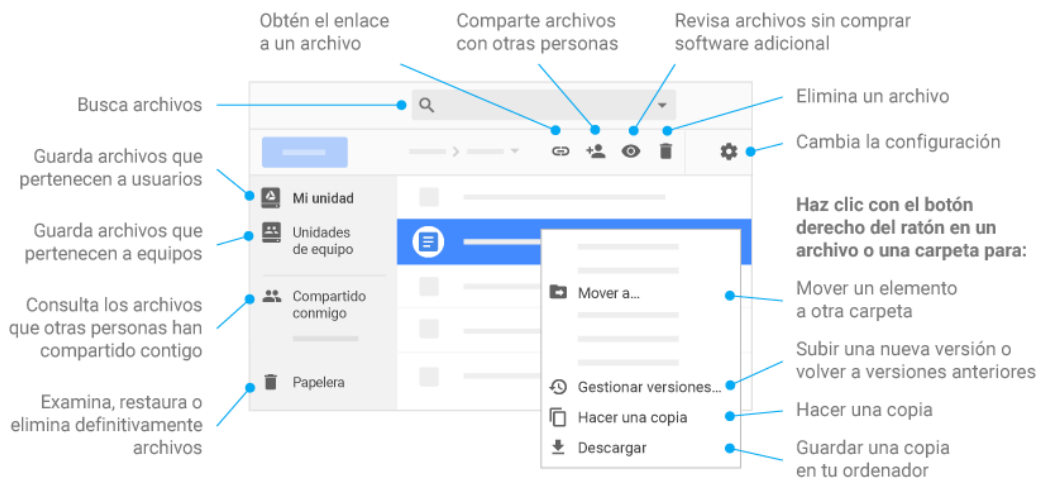 Obtén el enlace
a un archivo
Comparte archivos
con otras personas
Revisa archivos sin comprar
software adicional
Busca archivos
Elimina un archivo
Cambia la configuración
Guarda archivos que
pertenecen a usuarios
Mi unidad
Guarda archivos que
pertenecen a equipos
Unidades
de equipo
Haz clic con el botón
derecho del ratón en un
archivo o una carpeta para:
Consulta los archivos
que otras personas han
compartido contigo
Compartido
conmigo
Mover a...
Mover un elemento
a otra carpeta
Subir una nueva versión o
volver a versiones anteriores
Examina, restaura o
elimina definitivamente
archivos
Papelera
Gestionar versiones...
Hacer una copia
Hacer una copia
Descargar
Guardar una copia
en tu ordenador